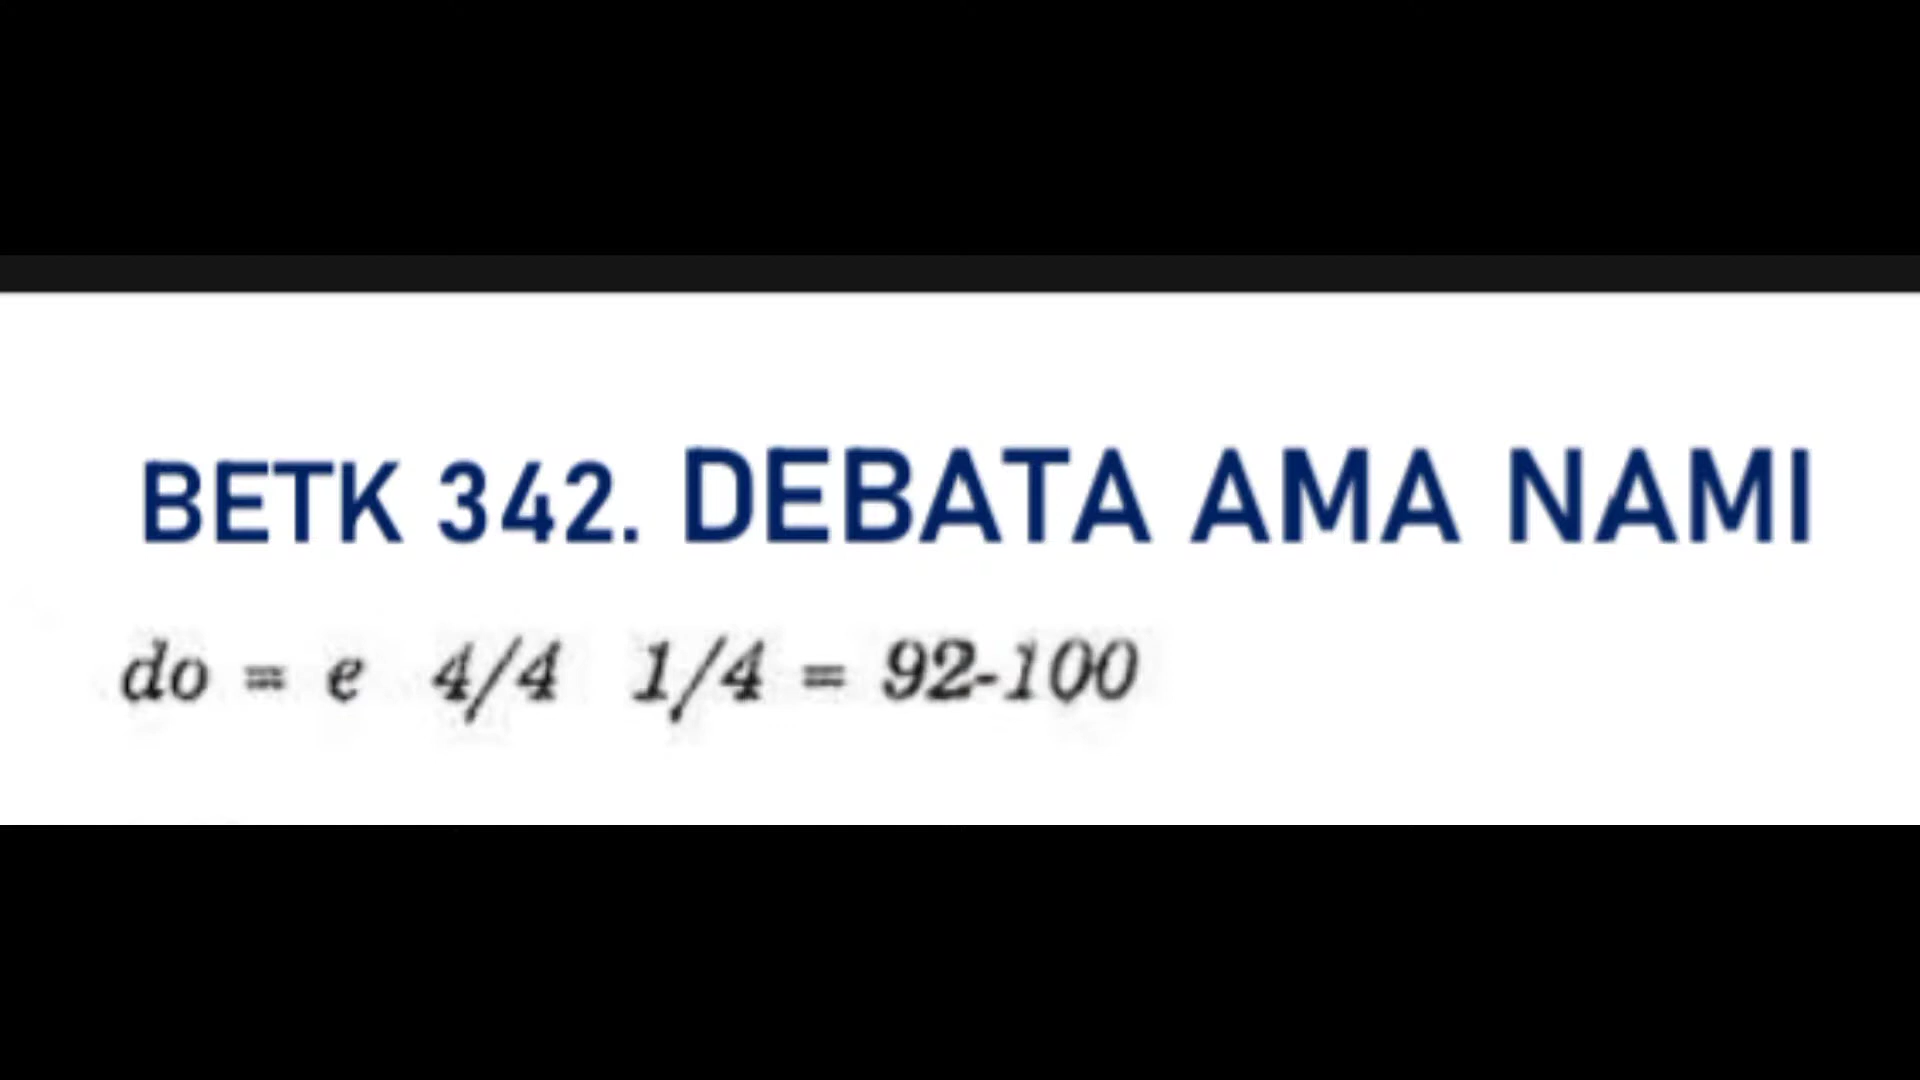 BETK 342. DEBATA AMA NAMI
do = e 4/4 1/4 = 92-100